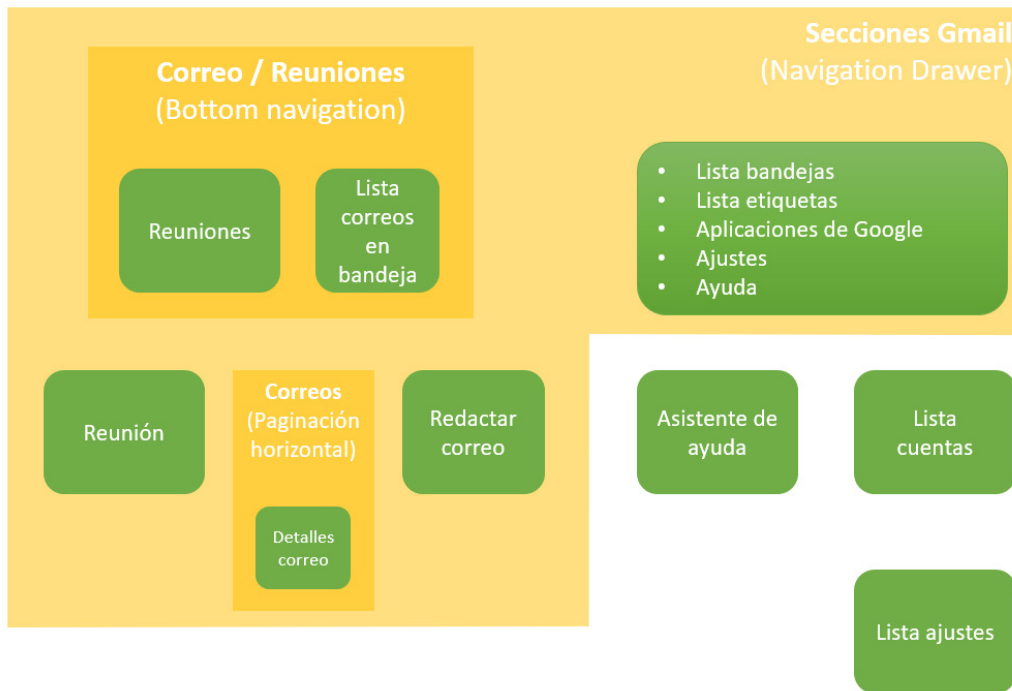 Secciones Gmail
(Navigation Drawer)
Correo / Reuniones
(Bottom navigation)
Reuniones
Lista
correos
en
bandeja
• Lista bandejas
• Lista etiquetas
• Aplicaciones de Google
• Ajustes
• Ayuda
Reunión
Correos
(Paginación
horizontal)
Detalles
correo
Redactar
correo
Asistente de
ayuda
Lista
cuentas
Lista ajustes